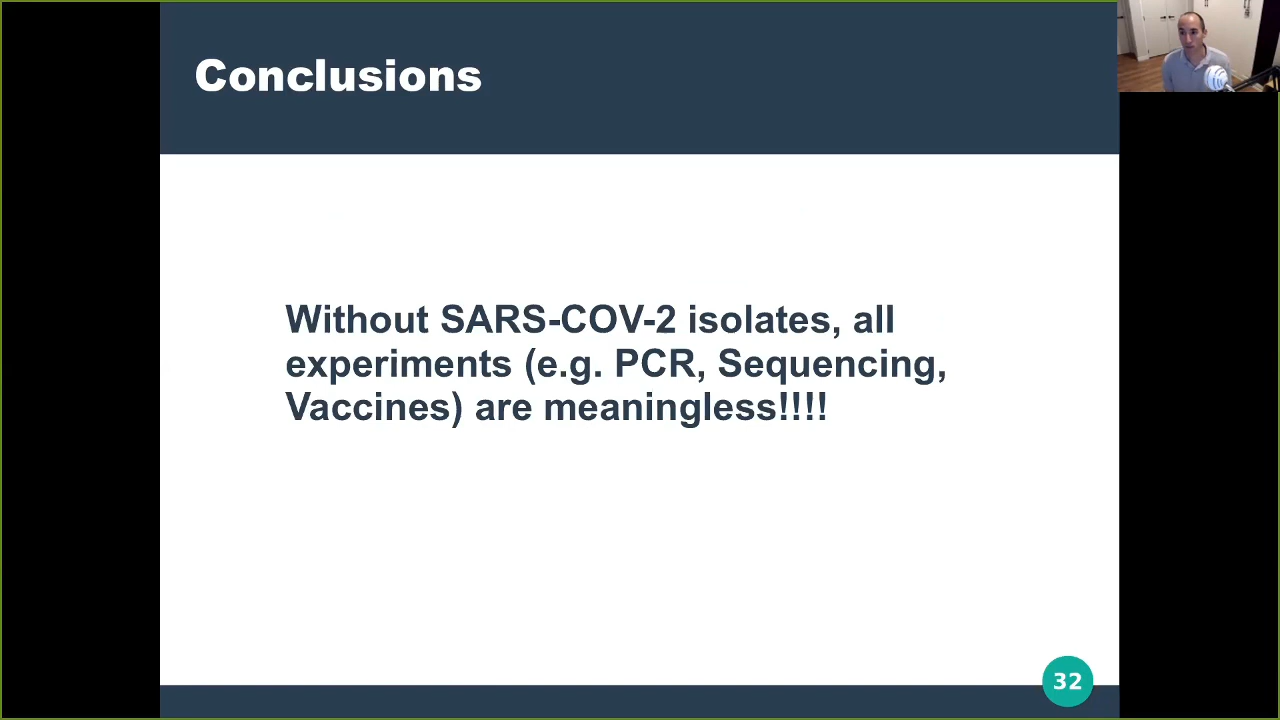 Conclusions
Without SARS-COV-2 isolates, all
experiments (e.g. PCR, Sequencing,
Vaccines) are meaningless!!!!
32